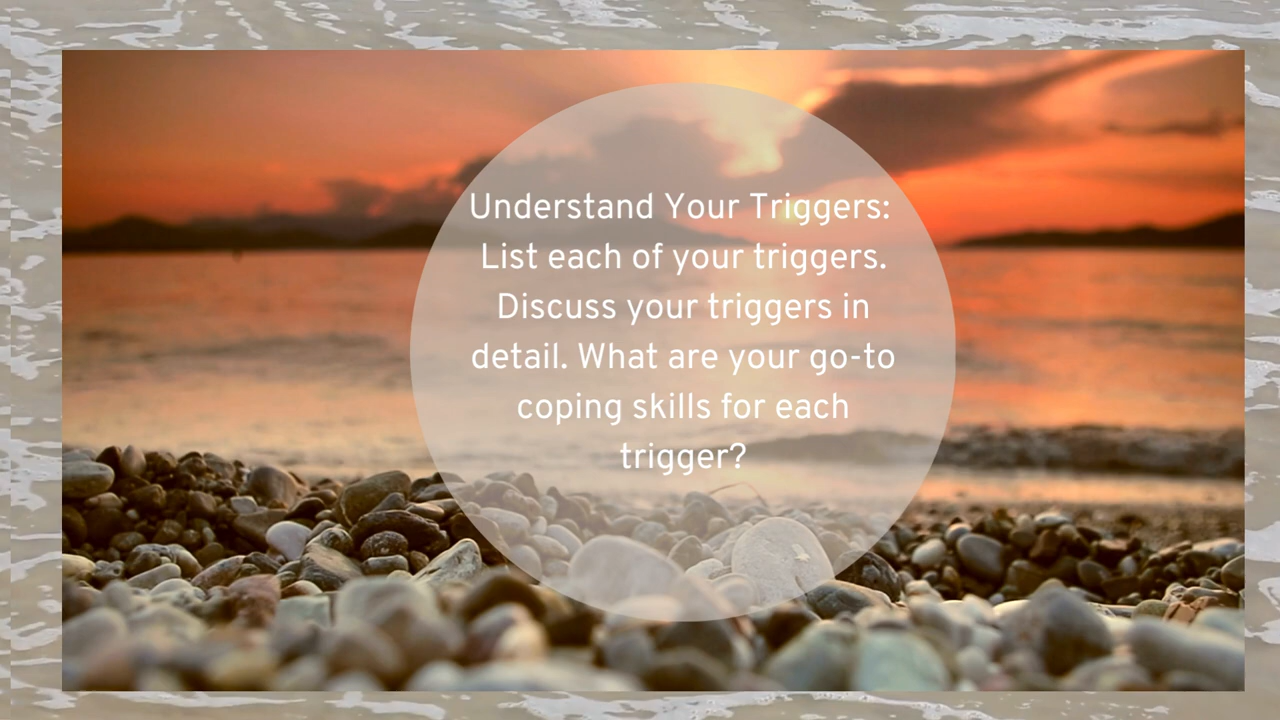 Understand Your Triggers:
List each of your triggers.
Discuss your triggers in
detail. What are your go-to
coping skills for each
trigger?